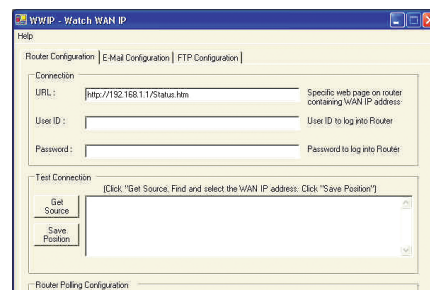 WWIP - Watch WAN IP
Help
Router Configuration E-Mail Configuration FTP Configuration
Connection
URL : http://192.168.1.1/Status.htm Specific web page on router containing WAN IP address
User ID : User ID to log into Router
Password : Password to log into Router
Test Connection
(Click "Get Source, Find and select the WAN IP address. Click "Save Position")
Get Source
Save Position
Router Polling Configuration